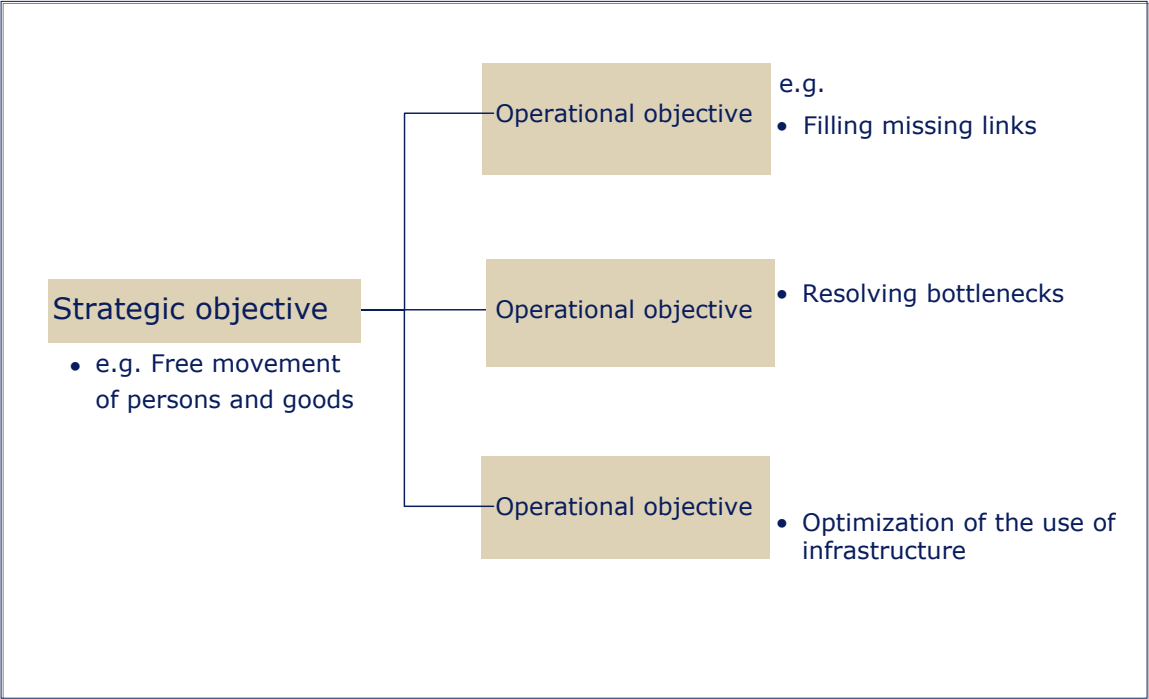 e.g.
Operational objective
• Filling missing links
Strategic objective
• e.g. Free movement
of persons and goods
Operational objective
• Resolving bottlenecks
Operational objective
• Optimization of the use of
infrastructure